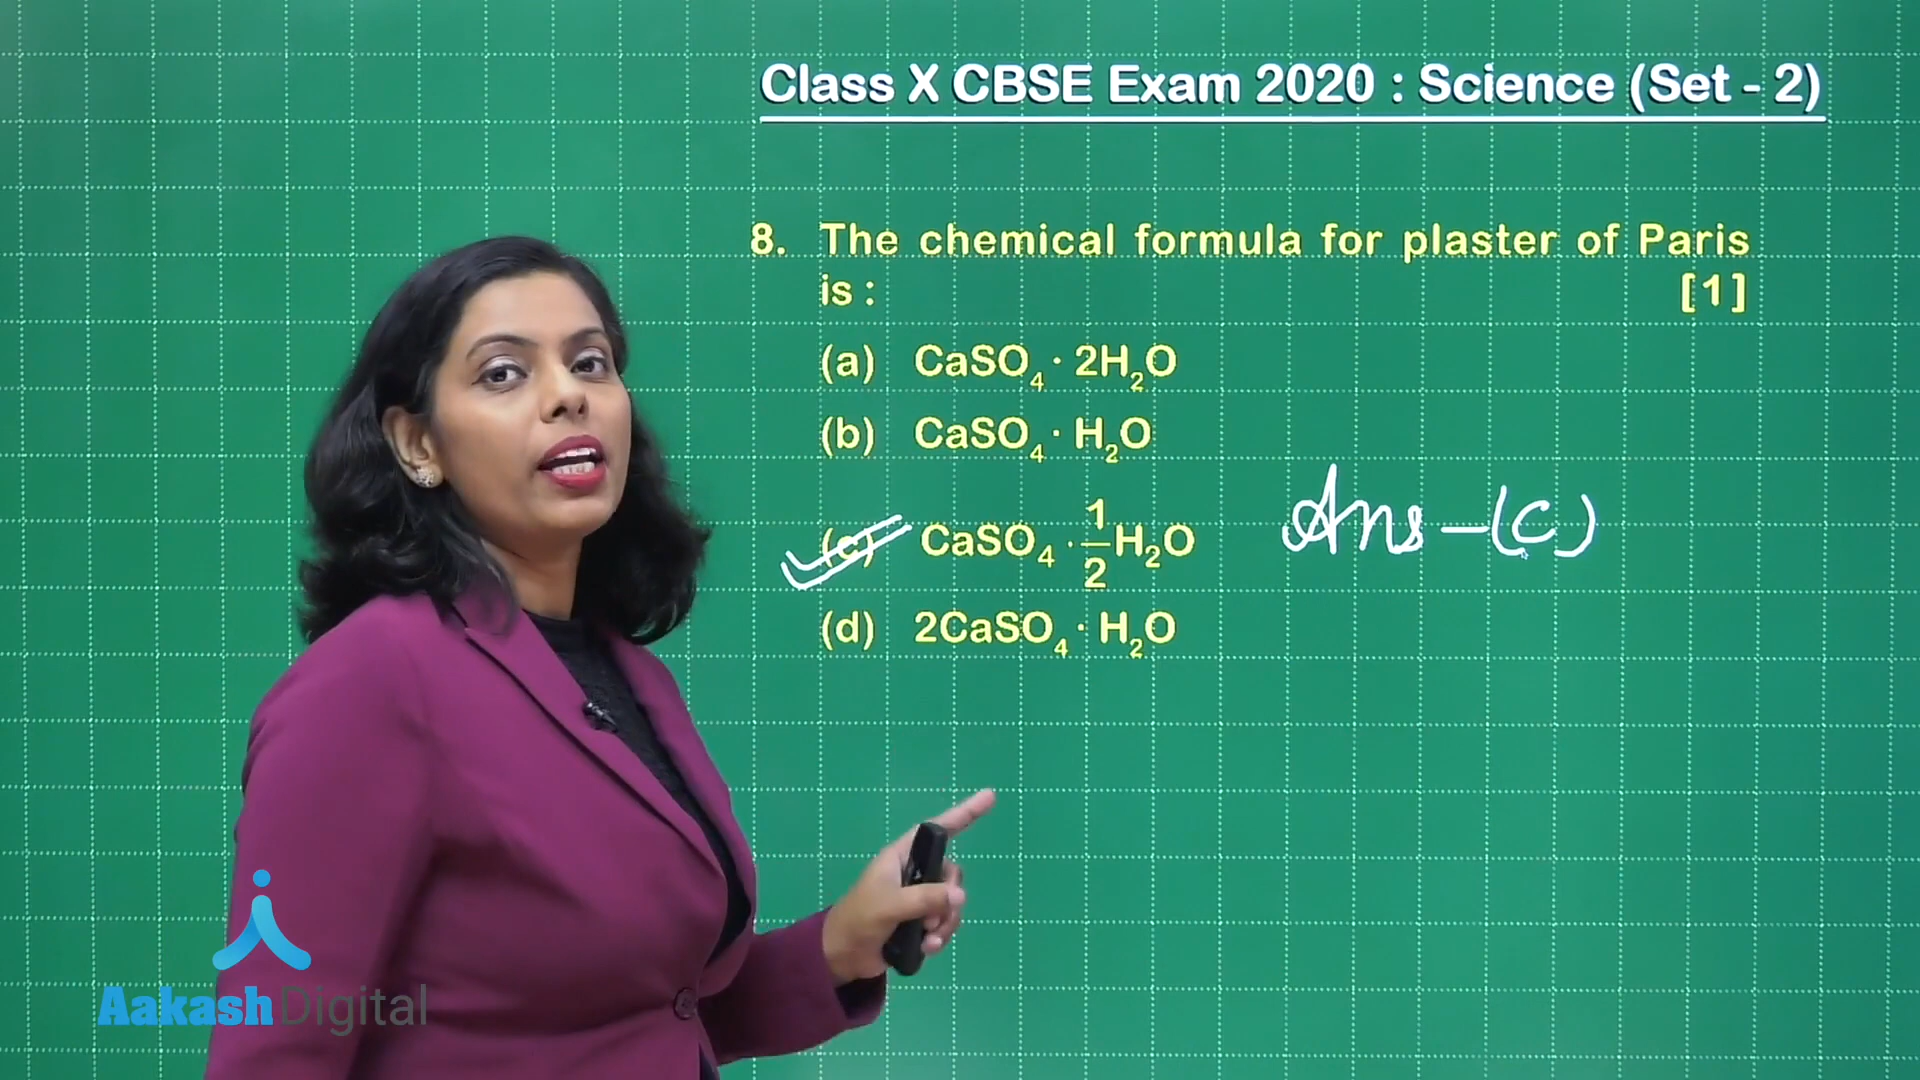 Class X CBSE Exam 2020 : Science (Set - 2)
8. The chemical formula for plaster of Paris
is : [1]
(a) CaSO₄ · 2H₂O
(b) CaSO₄ · H₂O
(c) CaSO₄ · 1/2 H₂O Ans – (C)
(d) 2CaSO₄ · H₂O
Aakash Digital